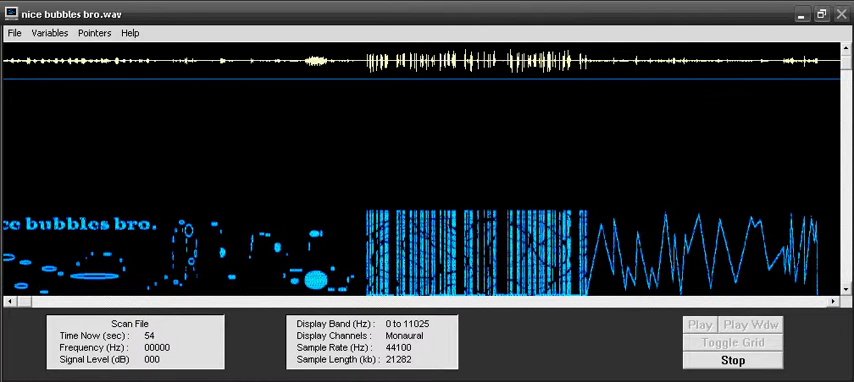 nice bubbles bro.wav
File Variables Pointers Help
ce bubbles bro.
Scan File
Time Now (sec) : 54
Frequency (Hz) : 00000
Signal Level (dB) 000
Display Band (Hz) : 0 to 11025
Display Channels : Monaural
Sample Rate (Hz) : 44100
Sample Length (kb) : 21282
Play Play Wdw
Toggle Grid
Stop